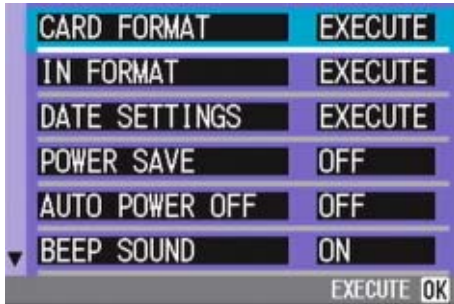 CARD FORMAT EXECUTE
IN FORMAT EXECUTE
DATE SETTINGS EXECUTE
POWER SAVE OFF
AUTO POWER OFF OFF
BEEP SOUND ON
EXECUTE OK